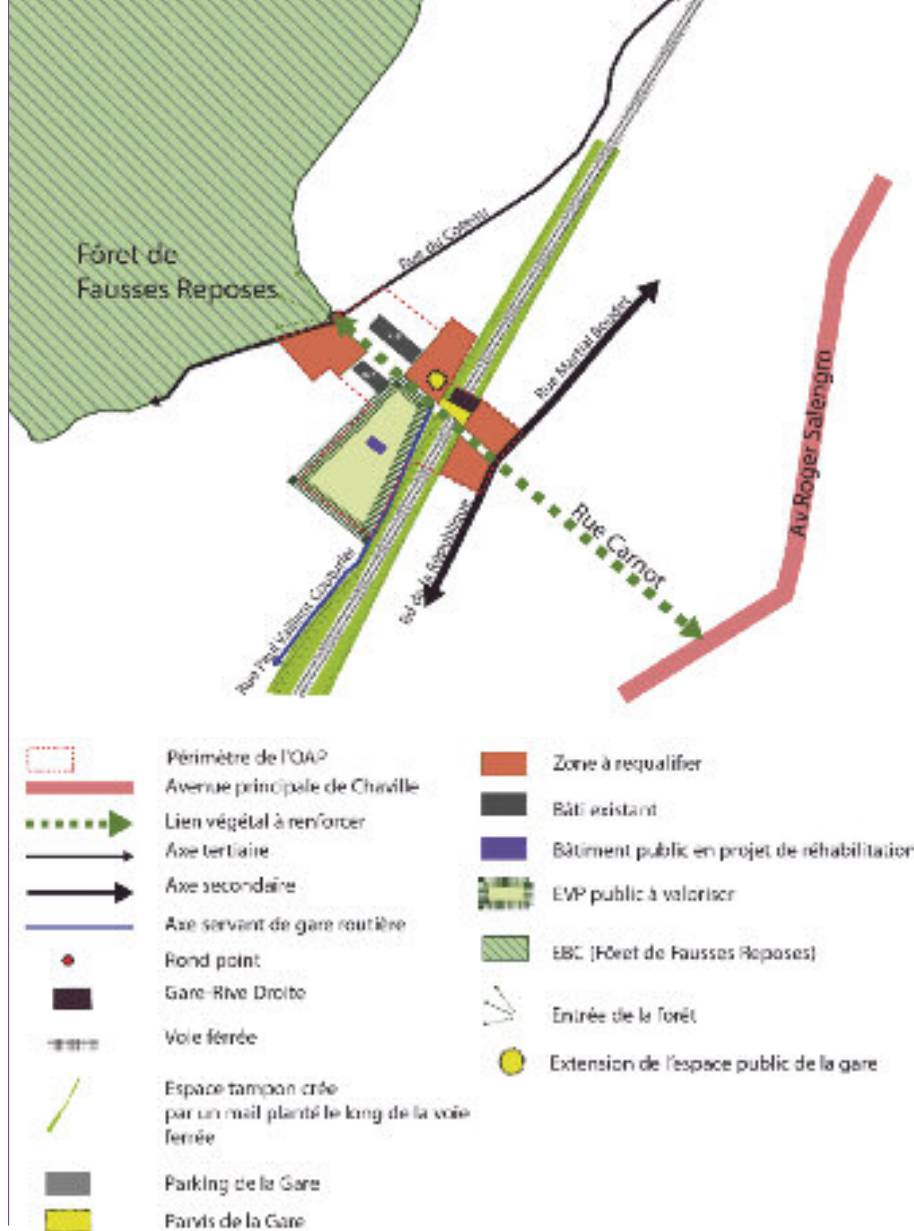 Fôret de
Fausses Reposes
Rue du Coteau
Rue Martial Boudet
Av Roger Salengro
Rue Carnot
Bd de la République
Rue Paul Vaillant Couturier
Périmètre de l'OAP
Avenue principale de Chaville
Lien végétal à renforcer
Axe tertiaire
Axe secondaire
Axe servant de gare routière
Rond point
Gare-Rive Droite
Voie ferrée
Espace tampon crée
par un mail planté le long de la voie
ferrée
Parking de la Gare
Parvis de la Gare
Zone à requalifier
Bâti existant
Bâtiment public en projet de réhabilitation
EVP public à valoriser
EBC (Fôret de Fausses Reposes)
Entrée de la forêt
Extension de l'espace public de la gare